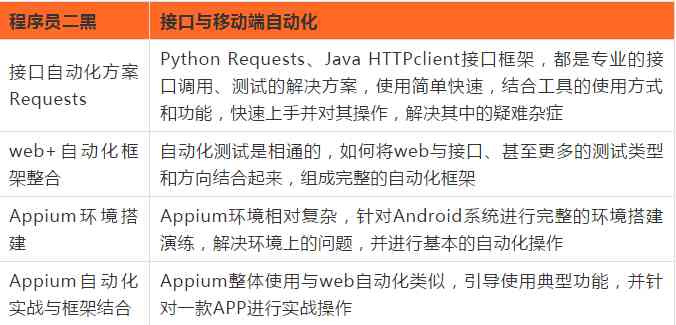 程序员二黑
接口与移动端自动化
接口自动化方案
Requests
Python Requests、Java HTTPclient接口框架，都是专业的接
口调用、测试的解决方案，使用简单快速，结合工具的使用方式
和功能，快速上手并对其操作，解决其中的疑难杂症
web+自动化框
架整合
自动化测试是相通的，如何将web与接口、甚至更多的测试类型
和方向结合起来，组成完整的自动化框架
Appium环境搭
建
Appium环境相对复杂，针对Android系统进行完整的环境搭建
演练，解决环境上的问题，并进行基本的自动化操作
Appium自动化
实战与框架结合
Appium整体使用与web自动化类似，引导使用典型功能，并针
对一款APP进行实战操作